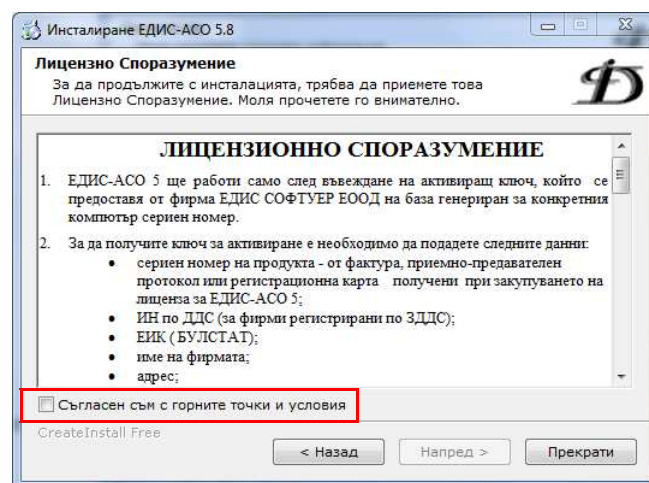 Инсталиране ЕДИС-АСО 5.8
Лицензно Споразумение
За да продължите с инсталацията, трябва да приемете това
Лицензно Споразумение. Моля прочетете го внимателно.
ЛИЦЕНЗИОННО СПОРАЗУМЕНИЕ
1. ЕДИС-АСО 5 ще работи само след въвеждане на активиращ ключ, който се
предоставя от фирма ЕДИС СОФТУЕР ЕООД на база генериран за конкретния
компютър сериен номер.
2. За да получите ключ за активиране е необходимо да подадете следните данни:
• сериен номер на продукта - от фактура, приемно-предавателен
протокол или регистрационна карта получени при закупуването на
лиценза за ЕДИС-АСО 5;
• ИН по ДДС (за фирми регистрирани по ЗДДС);
• ЕИК ( БУЛСТАТ);
• име на фирмата;
• адрес;
Съгласен съм с горните точки и условия
CreateInstall Free
< Назад
Напред >
Прекрати